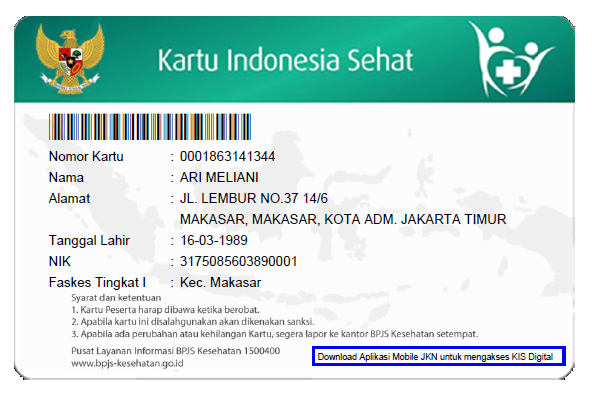 Kartu Indonesia Sehat
Nomor Kartu : 0001863141344
Nama : ARI MELIANI
Alamat : JL. LEMBUR NO.37 14/6
MAKASAR, MAKASAR, KOTA ADM. JAKARTA TIMUR
Tanggal Lahir : 16-03-1989
NIK : 3175085603890001
Faskes Tingkat I : Kec. Makasar
Syarat dan ketentuan
1. Kartu Peserta harap dibawa ketika berobat.
2. Apabila kartu ini disalahgunakan akan dikenakan sanksi.
3. Apabila ada perubahan atau kehilangan Kartu, segera lapor ke kantor BPJS Kesehatan setempat.
Pusat Layanan Informasi BPJS Kesehatan 1500400
www.bpjs-kesehatan.go.id
Download Aplikasi Mobile JKN untuk mengakses KIS Digital